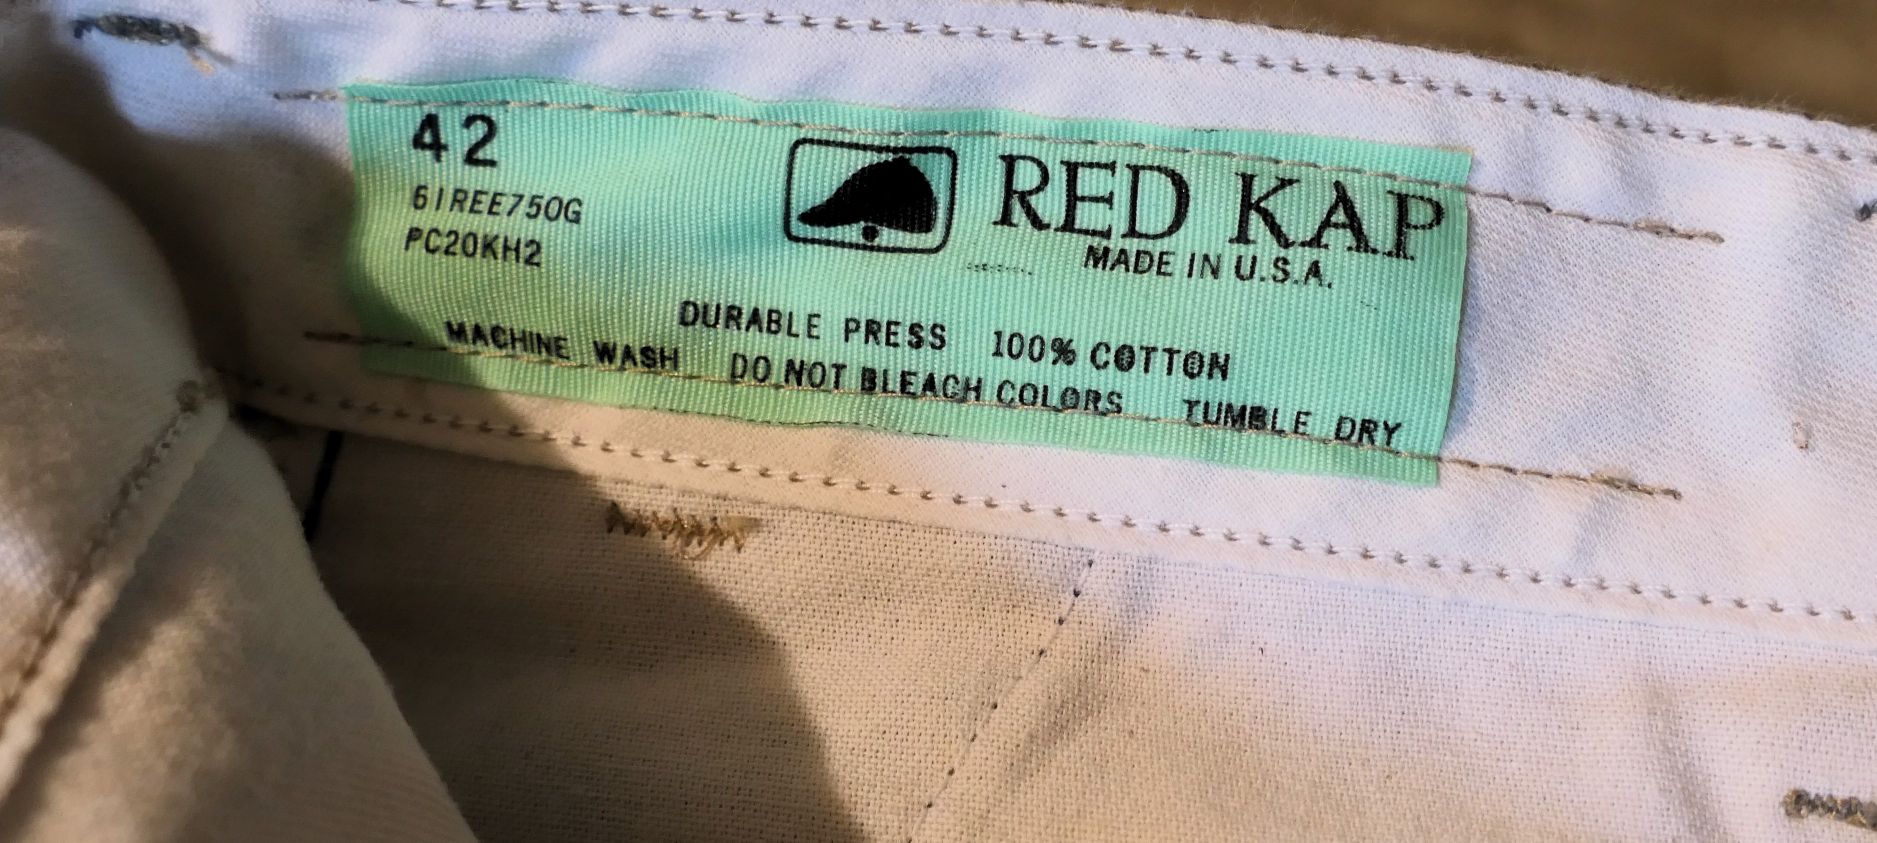 42
61REE750G
PC20KH2
RED KAP
MADE IN U.S.A.
DURABLE PRESS 100% COTTON
MACHINE WASH DO NOT BLEACH COLORS TUMBLE DRY